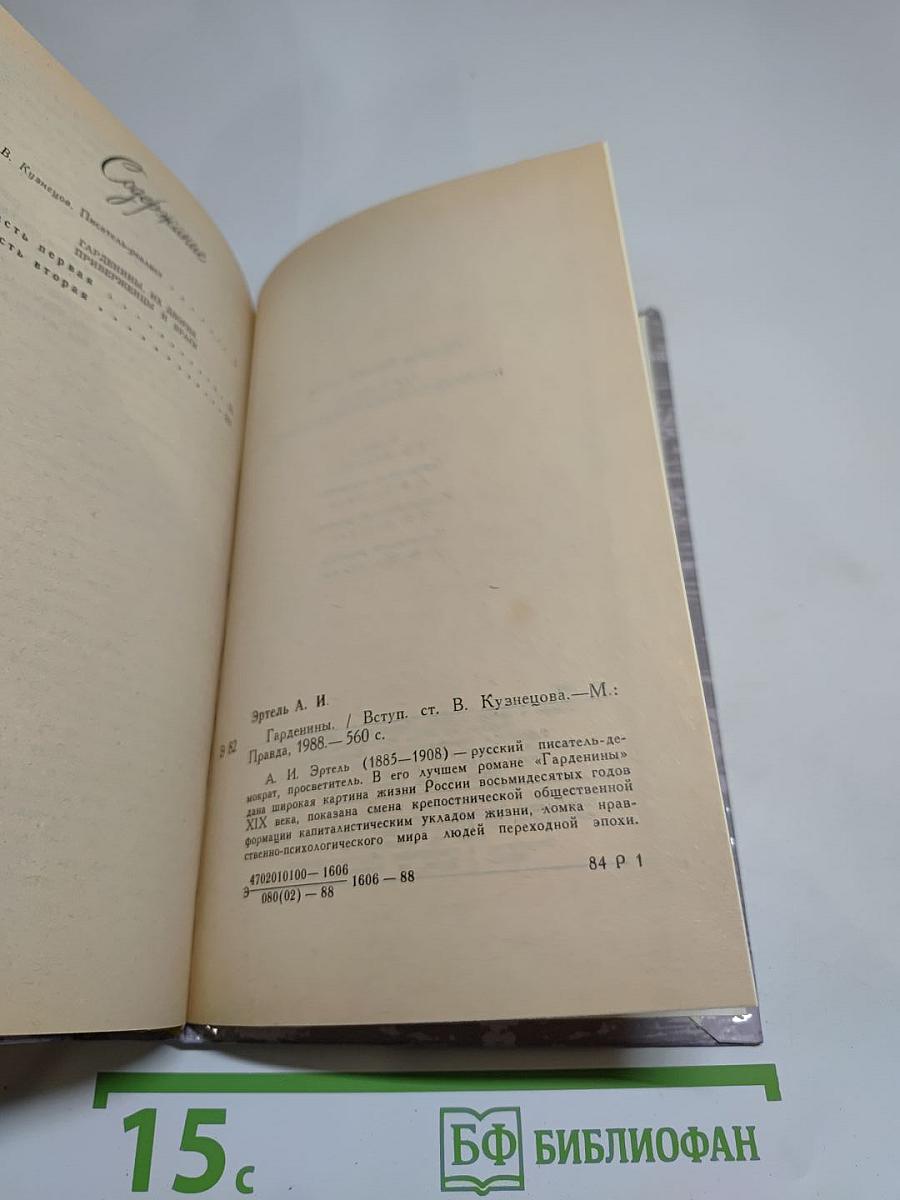 Содержание
В. Кузнецов. Писатель-реалист
ГАРДЕНИНЫ, ИХ ДВОРНЯ,
ПРИВЕРЖЕНЦЫ И ВРАГИ
сть первая
сть вторая
Эртель А. И.
Э 82
Гарденины. / Вступ. ст. В. Кузнецова.—М.:
Правда, 1988.— 560 с.
А. И. Эртель (1885—1908) — русский писатель-де-
мократ, просветитель. В его лучшем романе «Гарденины»
дана широкая картина жизни России восьмидесятых годов
XIX века, показана смена крепостнической общественной
формации капиталистическим укладом жизни, ломка нрав-
ственно-психологического мира людей переходной эпохи.
4702010100—1606
Э 1606—88
080(02)—88
84 Р 1
15 с
БФ БИБЛИОФАН